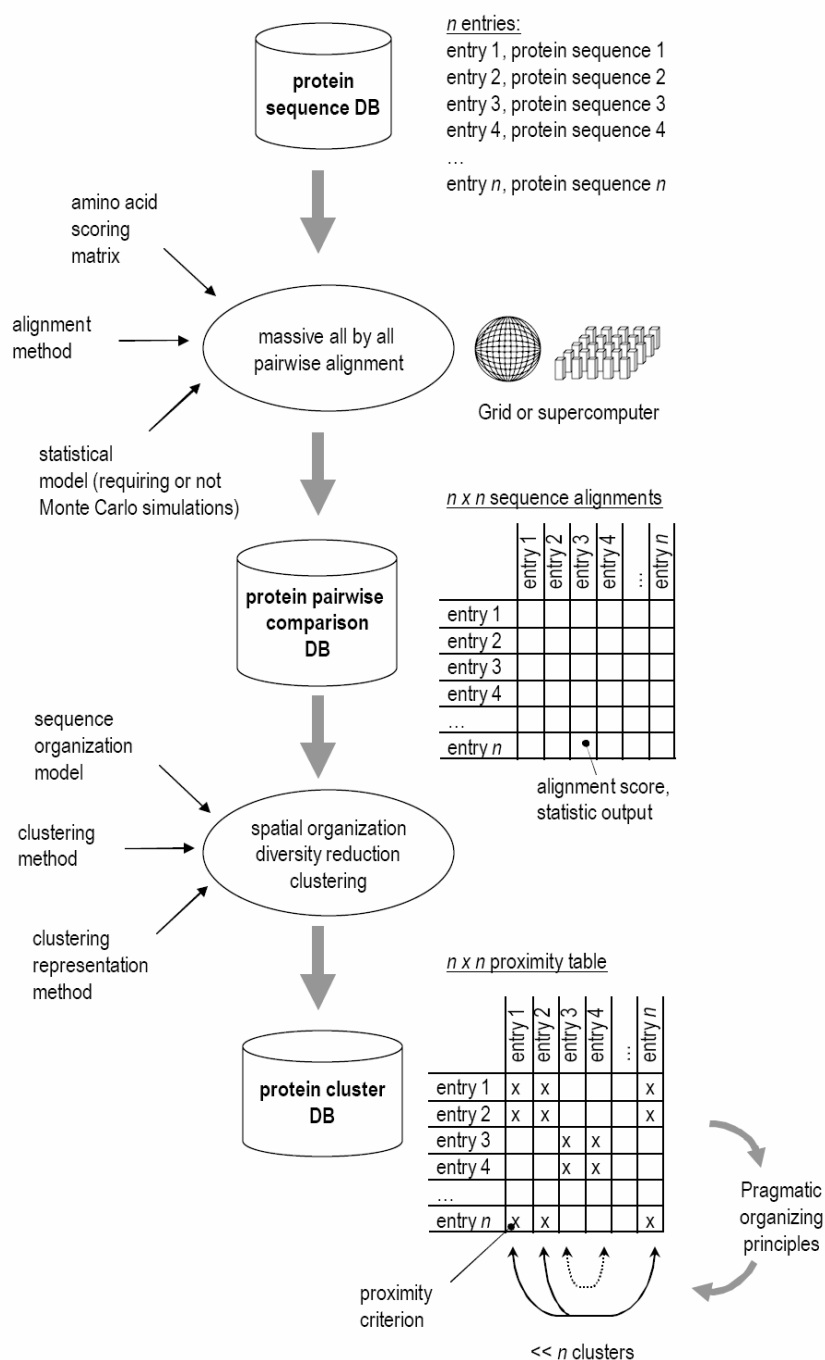 protein
sequence DB
n entries:
entry 1, protein sequence 1
entry 2, protein sequence 2
entry 3, protein sequence 3
entry 4, protein sequence 4
...
entry n, protein sequence n
amino acid
scoring
matrix
alignment
method
statistical
model (requiring or not
Monte Carlo simulations)
massive all by all
pairwise alignment
Grid or supercomputer
protein pairwise
comparison
DB
n x n sequence alignments
entry 1
entry 2
entry 3
entry 4
...
entry n
entry 1
entry 2
entry 3
entry 4
...
entry n
alignment score,
statistic output
sequence
organization
model
clustering
method
clustering
representation
method
spatial organization
diversity reduction
clustering
protein cluster
DB
n x n proximity table
entry 1
entry 2
entry 3
entry 4
...
entry n
entry 1 x x x
entry 2 x x x
entry 3 x x
entry 4 x x
...
entry n x x x
proximity
criterion
<< n clusters
Pragmatic
organizing
principles